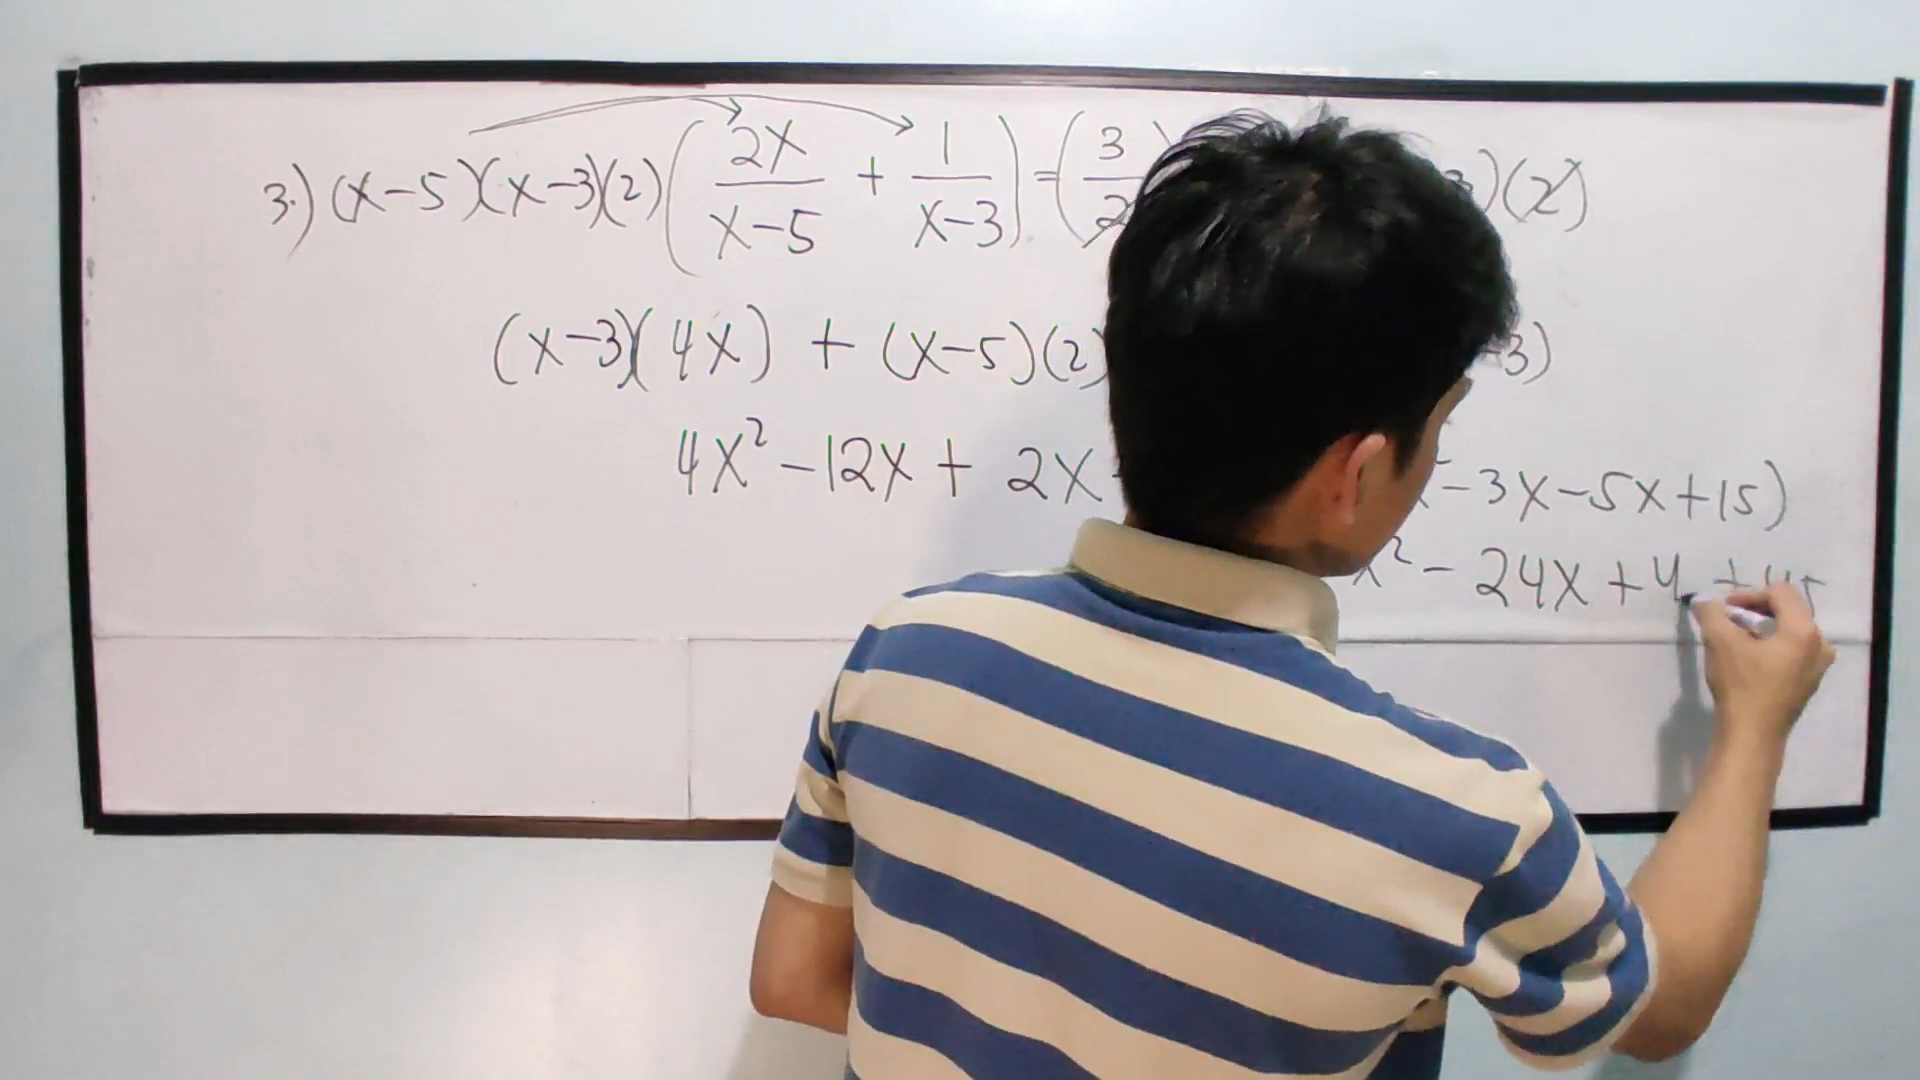 3.) (x-5)(x-3)(2)(2x/x-5 + 1/x-3) = (3/2 )(2)
(x-3)(4x) + (x-5)(2) -3)
4x² -12x + 2x -3x-5x+15)
x² - 24x + 4 + 45